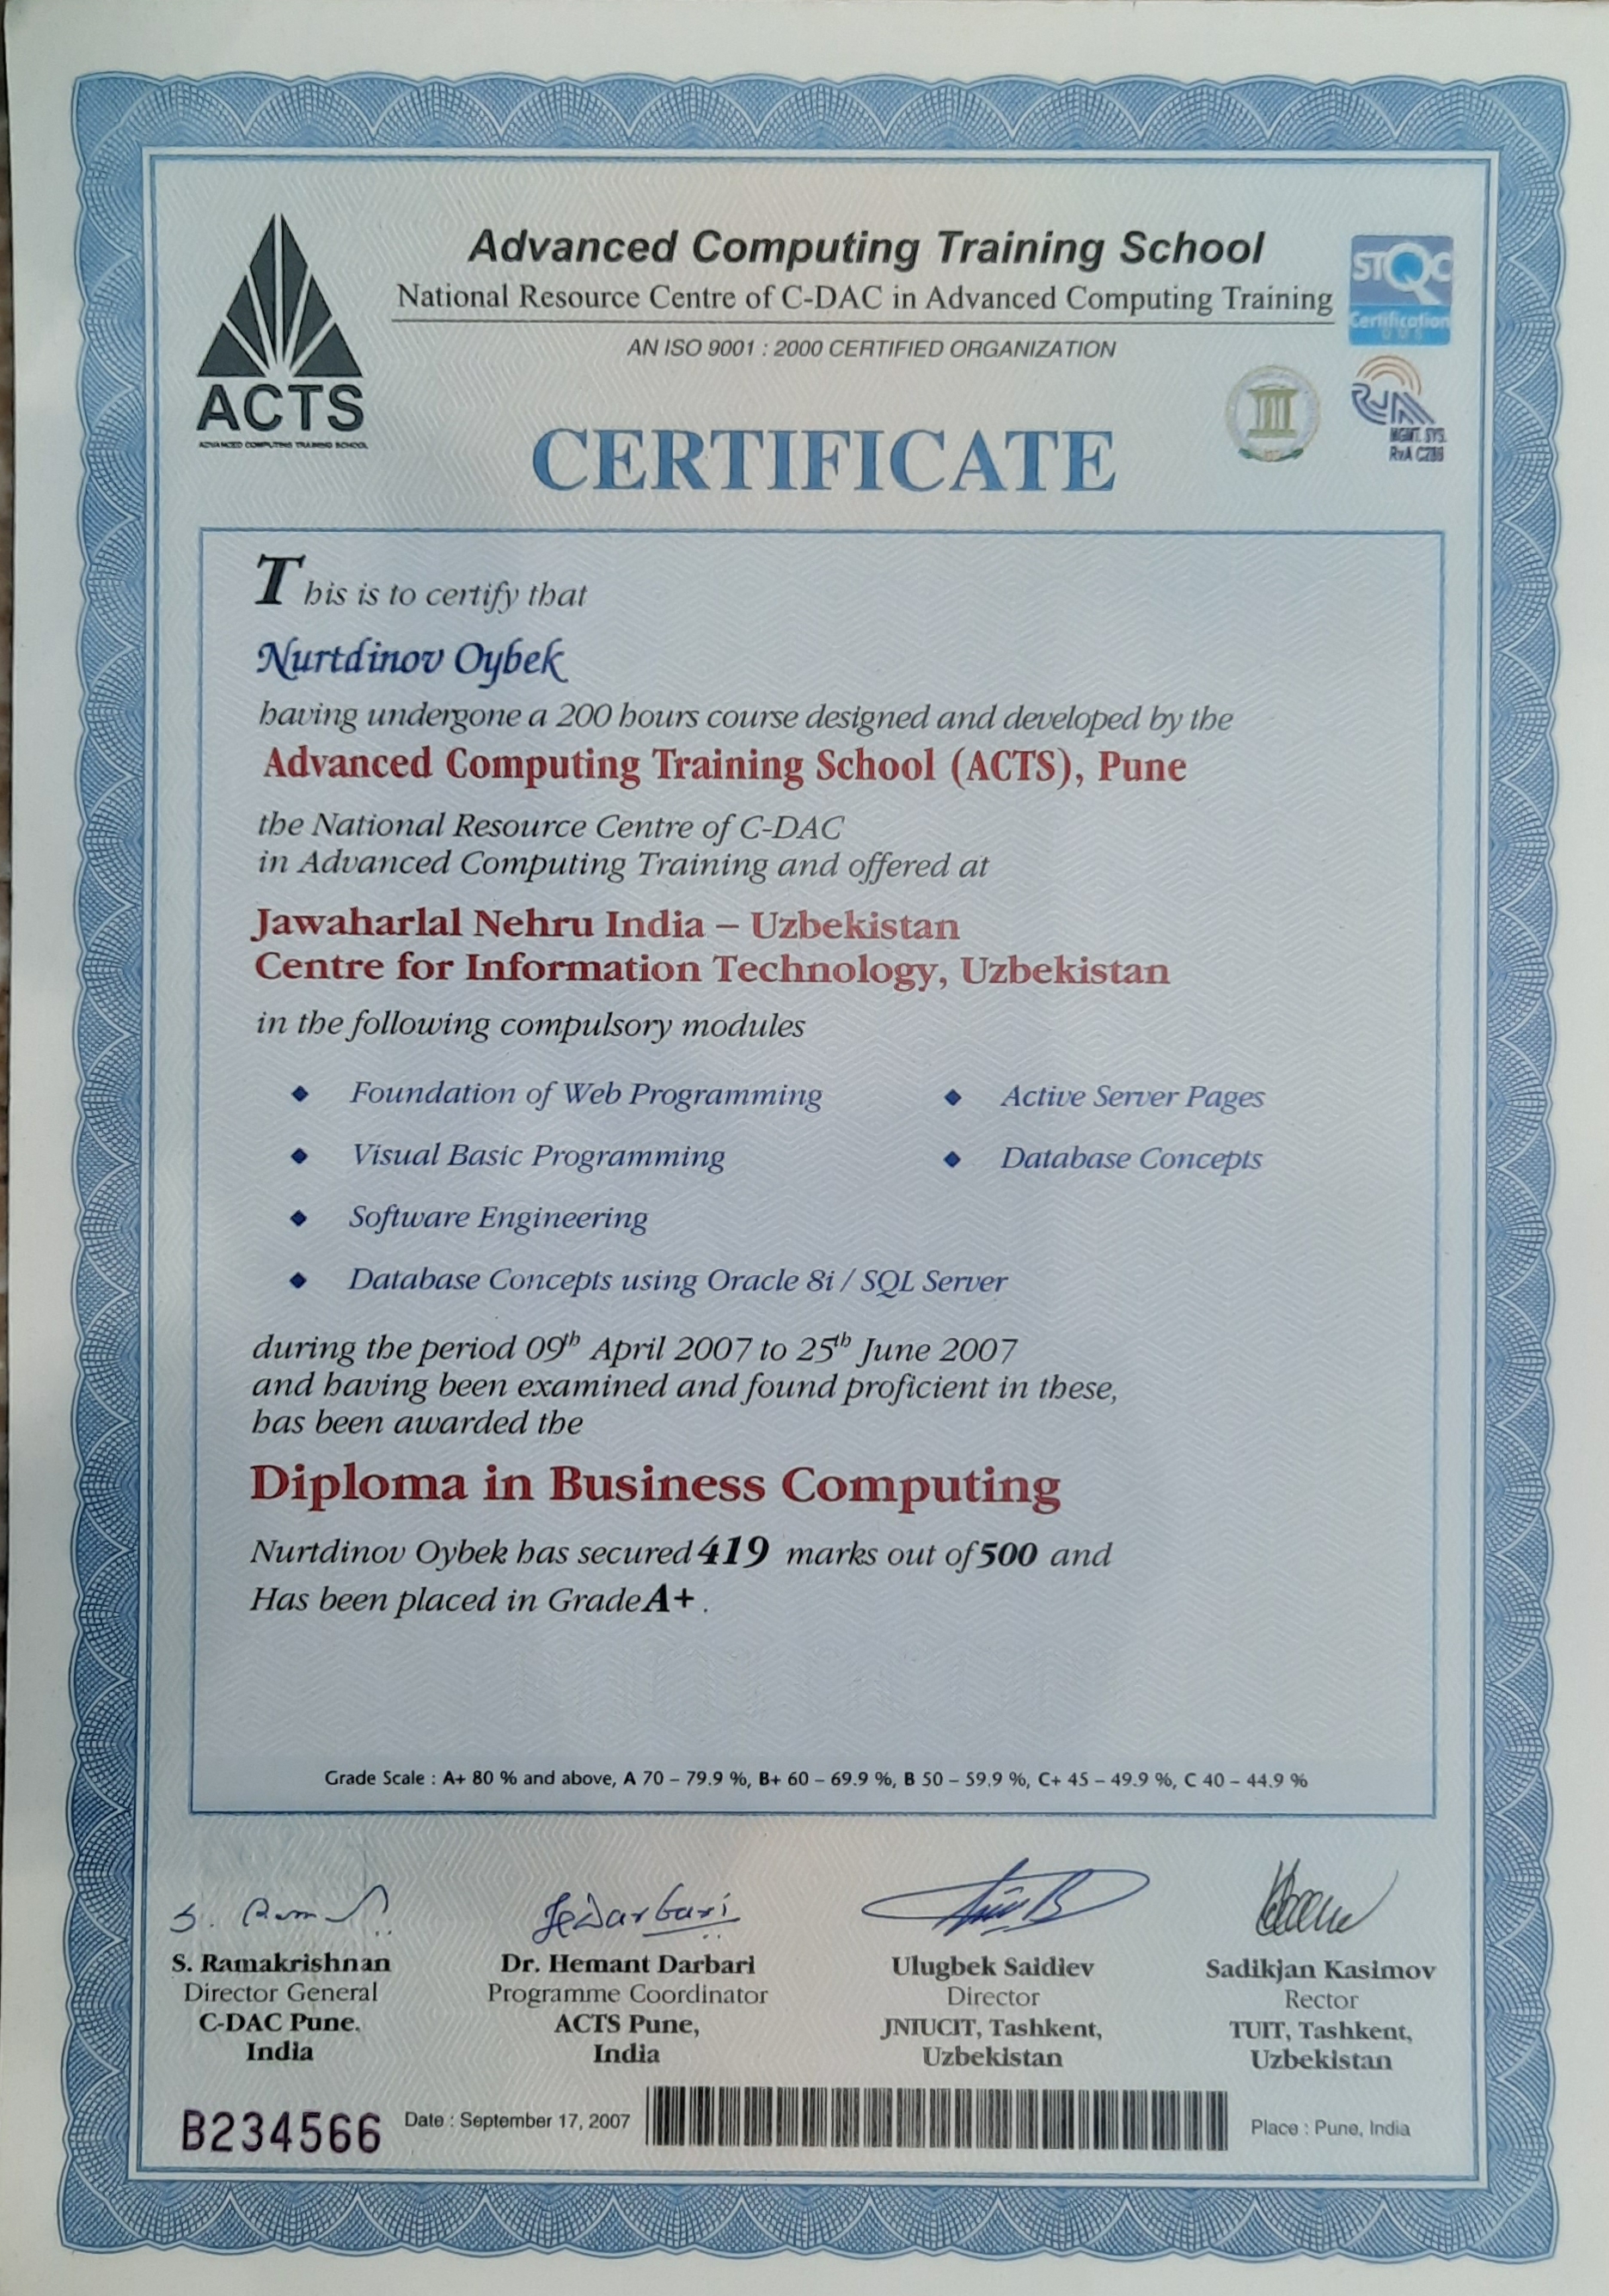 Advanced Computing Training School
National Resource Centre of C-DAC in Advanced Computing Training
AN ISO 9001 : 2000 CERTIFIED ORGANIZATION
STQC
Certification
QMS
ACTS
ADVANCED COMPUTING TRAINING SCHOOL
RvA
MGMT. SYS.
RvA C286
CERTIFICATE
This is to certify that
Nurtdinov Oybek
having undergone a 200 hours course designed and developed by the
Advanced Computing Training School (ACTS), Pune
the National Resource Centre of C-DAC
in Advanced Computing Training and offered at
Jawaharlal Nehru India – Uzbekistan
Centre for Information Technology, Uzbekistan
in the following compulsory modules
Foundation of Web Programming
Active Server Pages
Visual Basic Programming
Database Concepts
Software Engineering
Database Concepts using Oracle 8i / SQL Server
during the period 09th April 2007 to 25th June 2007
and having been examined and found proficient in these,
has been awarded the
Diploma in Business Computing
Nurtdinov Oybek has secured 419 marks out of 500 and
Has been placed in Grade A+ .
Grade Scale : A+ 80 % and above, A 70 – 79.9 %, B+ 60 – 69.9 %, B 50 – 59.9 %, C+ 45 – 49.9 %, C 40 – 44.9 %
S. Ramakrishnan
Director General
C-DAC Pune.
India
Dr. Hemant Darbari
Programme Coordinator
ACTS Pune,
India
Ulugbek Saidiev
Director
JNIUCIT, Tashkent,
Uzbekistan
Sadikjan Kasimov
Rector
TUIT, Tashkent,
Uzbekistan
B234566
Date : September 17, 2007
Place : Pune, India